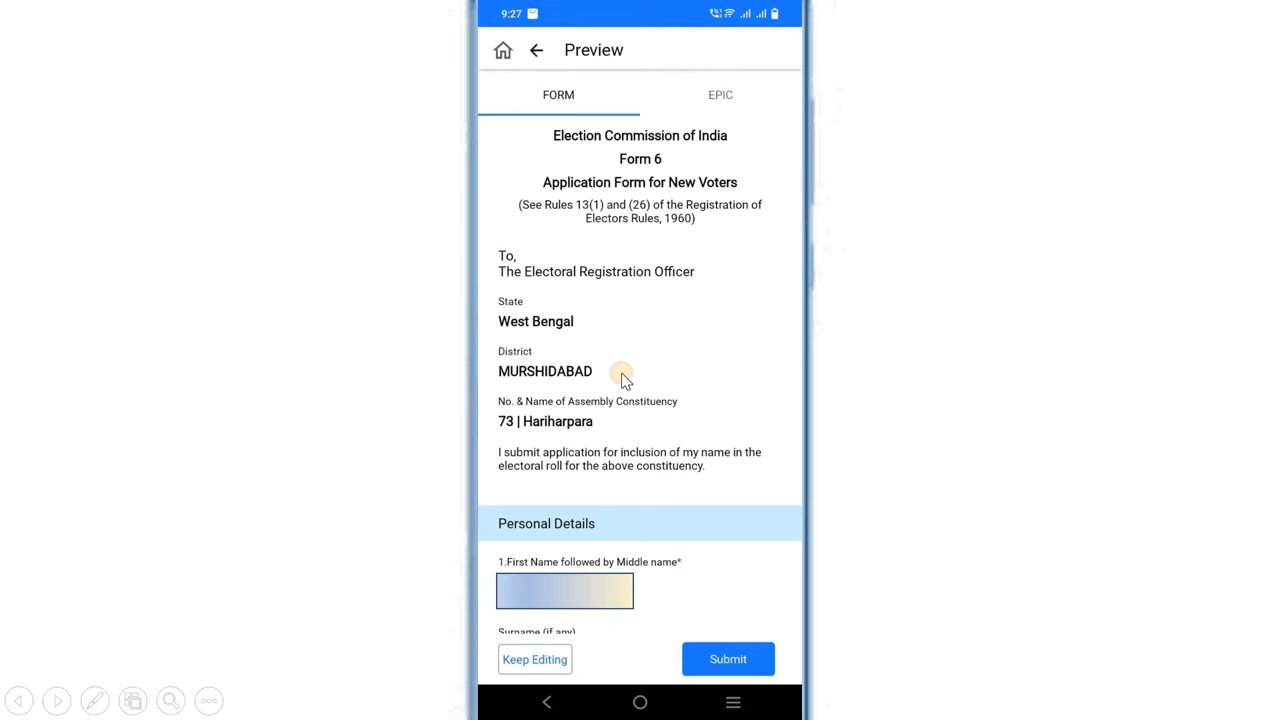 9:27
Preview
FORM
EPIC
Election Commission of India
Form 6
Application Form for New Voters
(See Rules 13(1) and (26) of the Registration of
Electors Rules, 1960)
To,
The Electoral Registration Officer
State
West Bengal
District
MURSHIDABAD
No. & Name of Assembly Constituency
73 | Hariharpara
I submit application for inclusion of my name in the
electoral roll for the above constituency.
Personal Details
1.First Name followed by Middle name*
Surname (if any)
Keep Editing
Submit